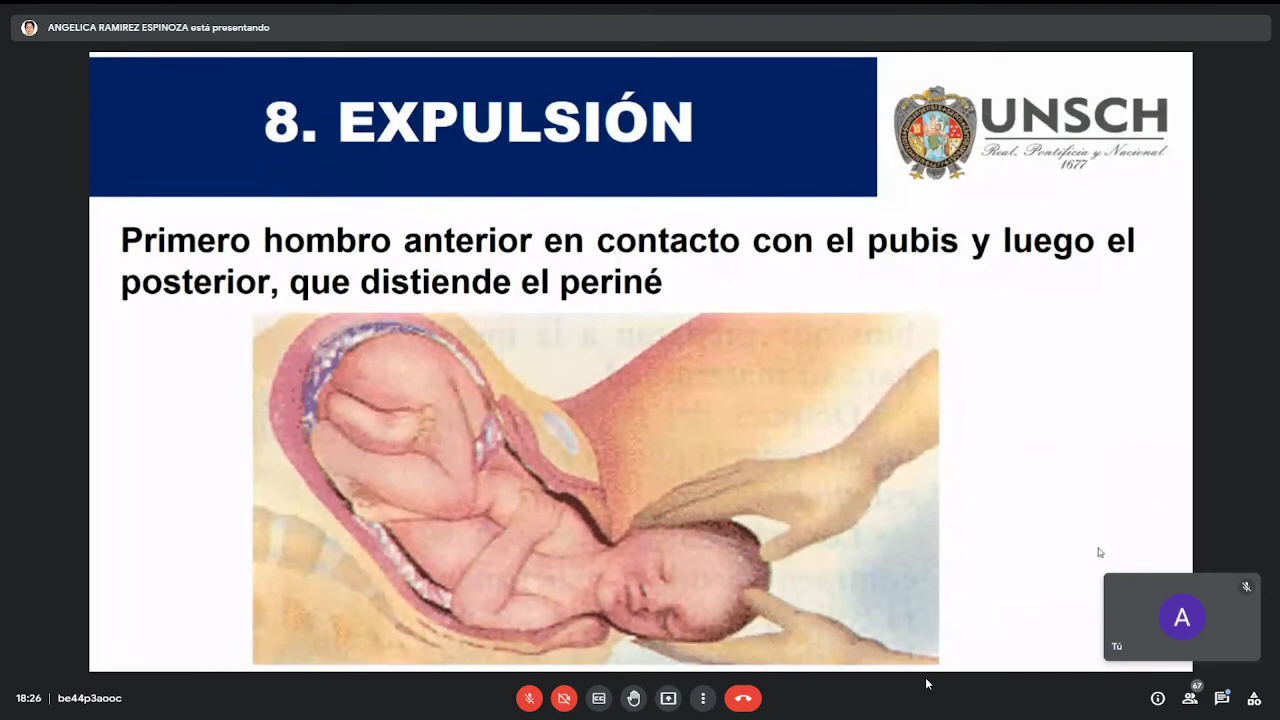 ANGELICA RAMIREZ ESPINOZA está presentando
8. EXPULSIÓN
UNSCH
Real, Pontificia y Nacional
1677
Primero hombro anterior en contacto con el pubis y luego el
posterior, que distiende el periné
A
Tú
18:26 be44p3aooc
67